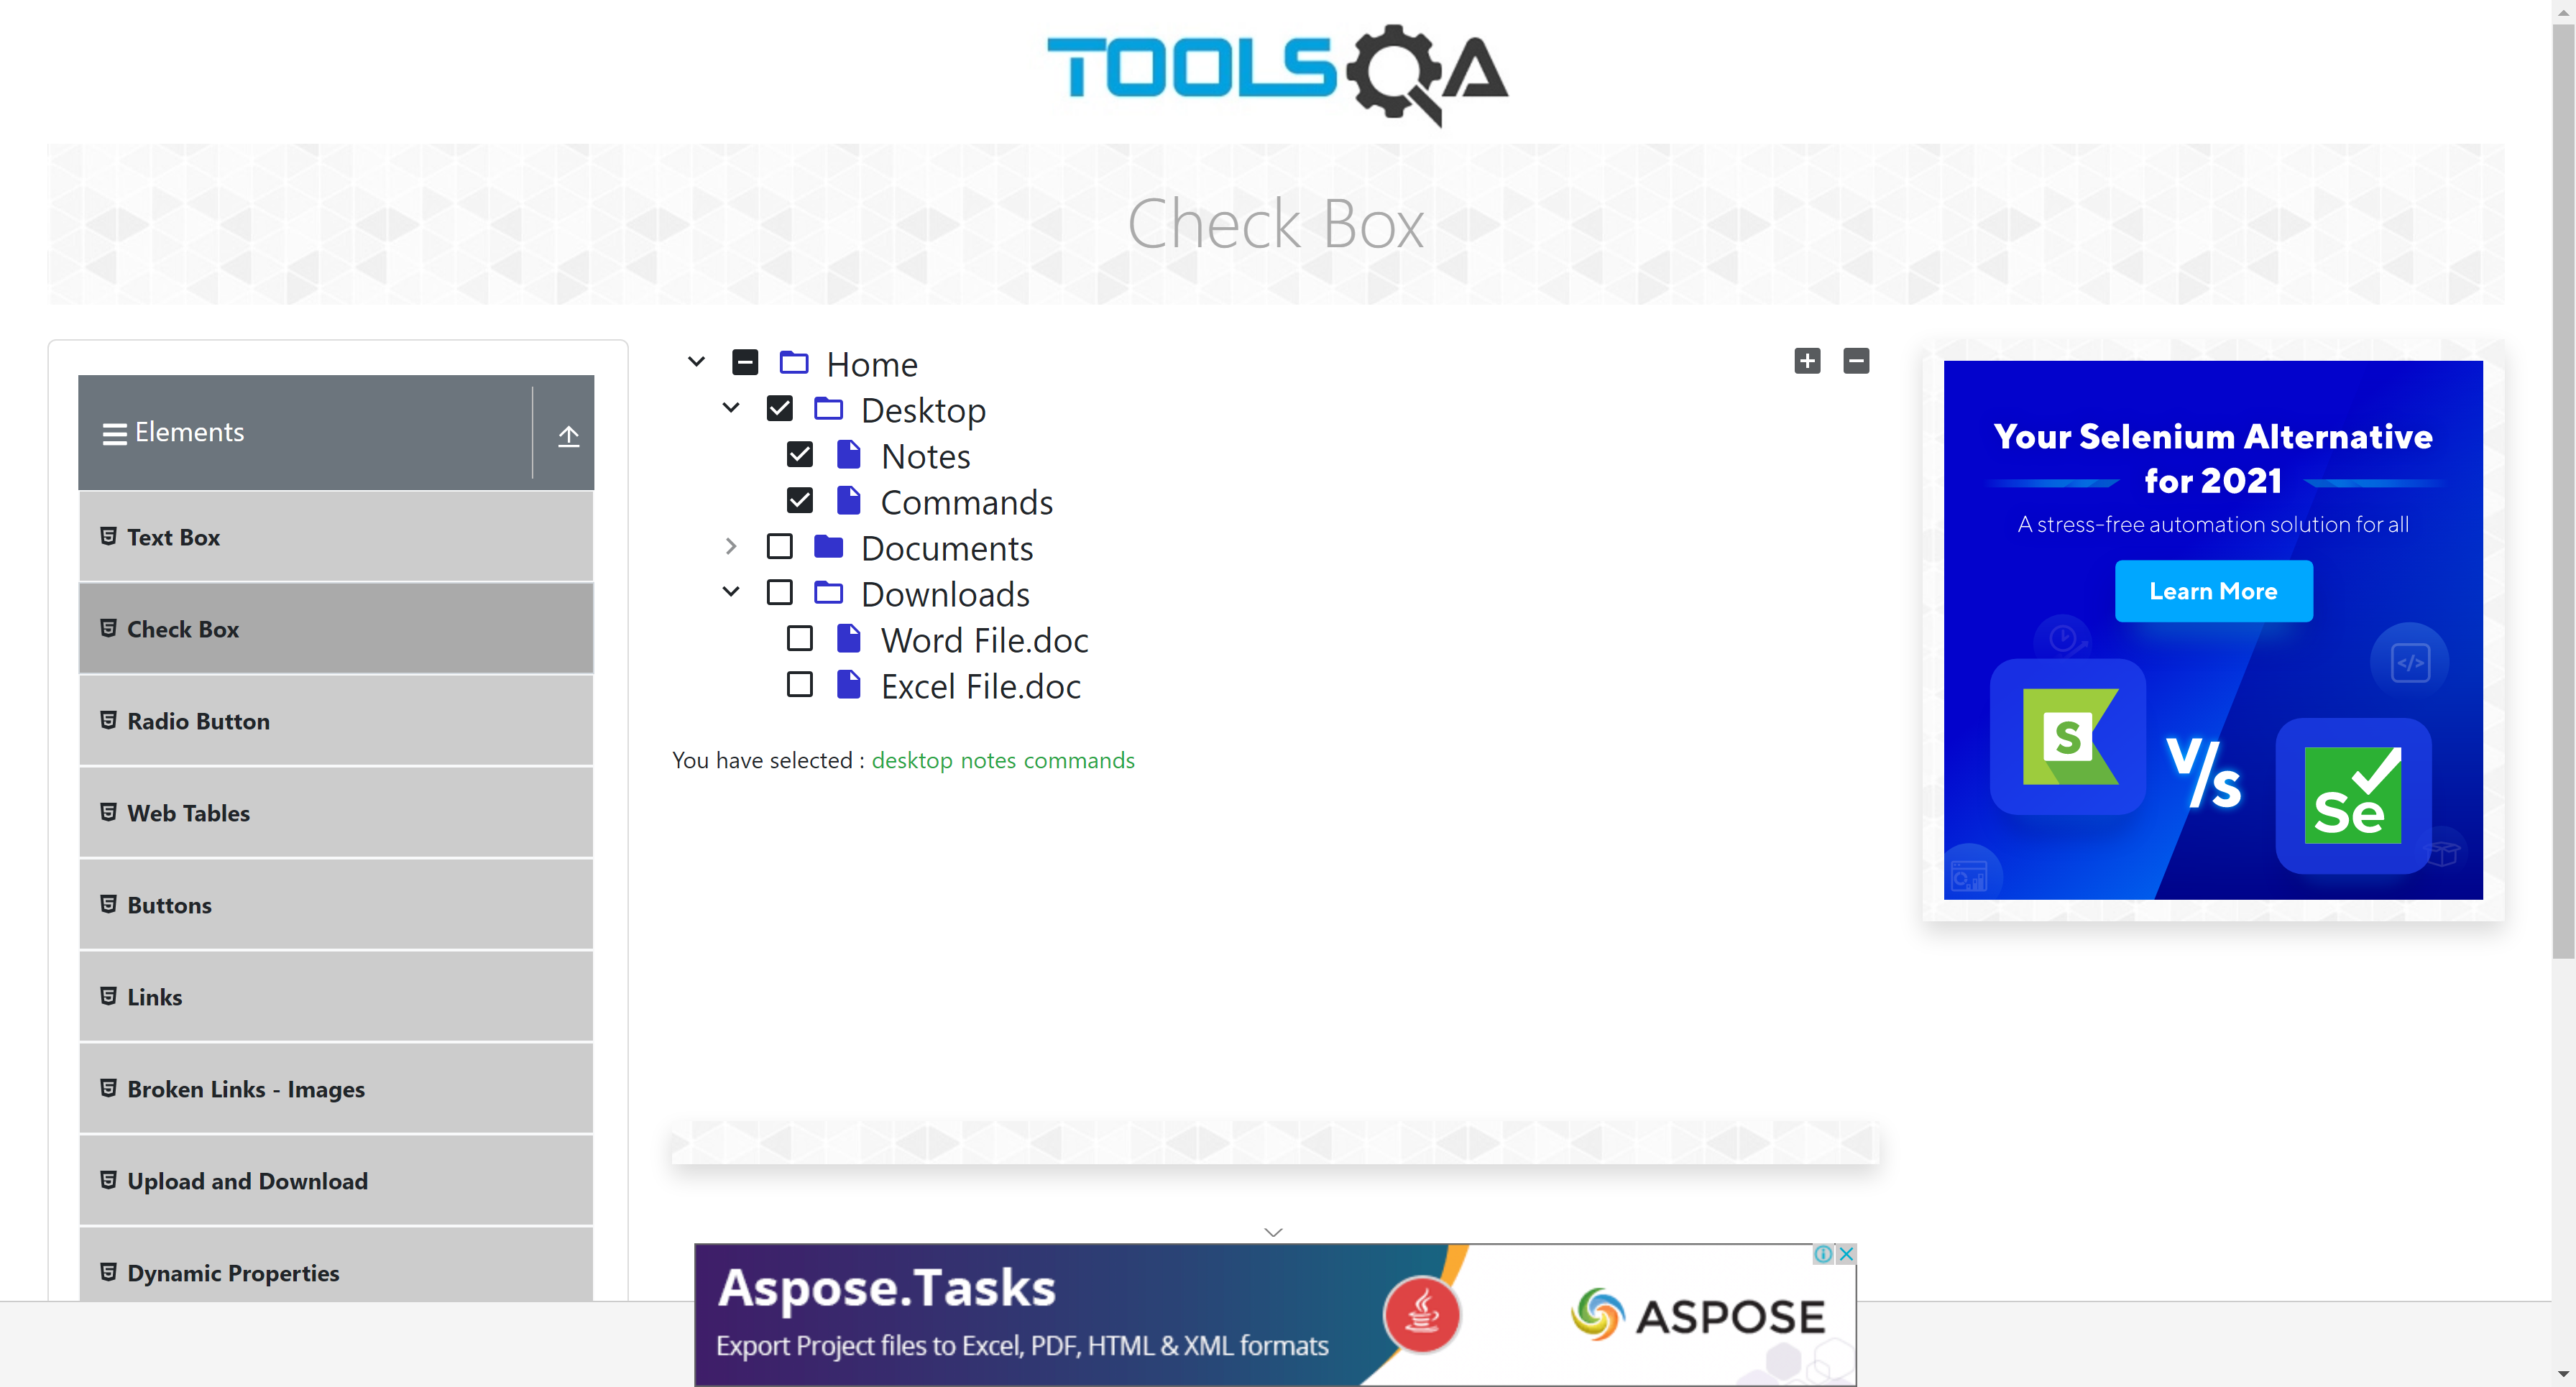 TOOLSQA
Check Box
Elements
Text Box
Check Box
Radio Button
Web Tables
Buttons
Links
Broken Links - Images
Upload and Download
Dynamic Properties
Home
Desktop
Notes
Commands
Documents
Downloads
Word File.doc
Excel File.doc
You have selected : desktop notes commands
Your Selenium Alternative
for 2021
A stress-free automation solution for all
Learn More
S
V/s
Se
</>
Aspose.Tasks
Export Project files to Excel, PDF, HTML & XML formats
ASPOSE